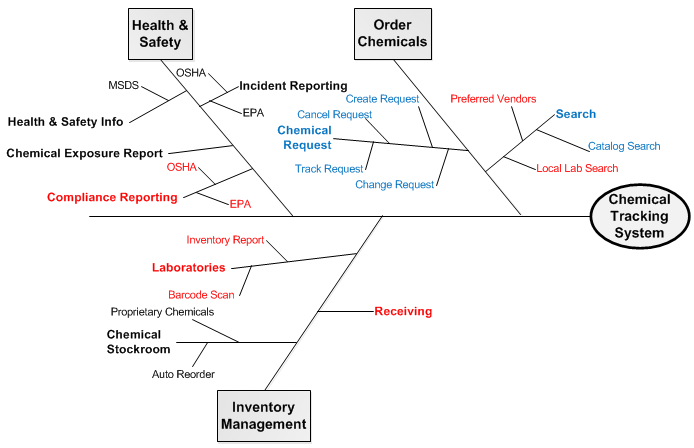 Health &
Safety
Order
Chemicals
OSHA
MSDS
Incident Reporting
EPA
Health & Safety Info
Chemical Exposure Report
OSHA
Compliance Reporting
EPA
Create Request
Cancel Request
Chemical
Request
Track Request
Change Request
Preferred Vendors
Search
Catalog Search
Local Lab Search
Chemical
Tracking
System
Inventory Report
Laboratories
Barcode Scan
Proprietary Chemicals
Receiving
Chemical
Stockroom
Auto Reorder
Inventory
Management